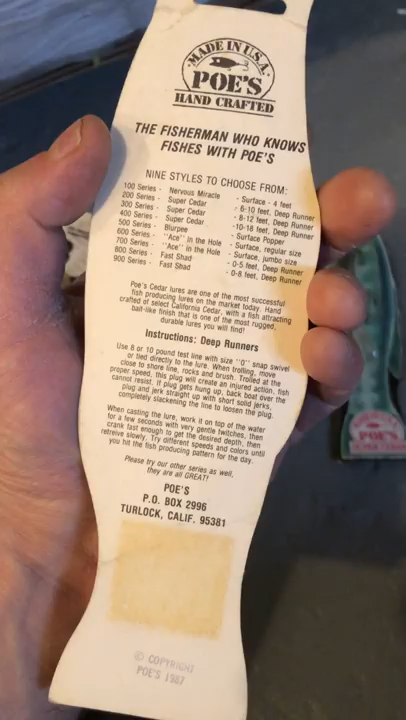 MADE IN U.S.A.
POE'S
HAND CRAFTED
THE FISHERMAN WHO KNOWS
FISHES WITH POE'S
NINE STYLES TO CHOOSE FROM:
100 Series - Nervous Miracle - Surface - 4 feet
200 Series - Super Cedar - 6-10 feet, Deep Runner
300 Series - Super Cedar - 8-12 feet, Deep Runner
400 Series - Super Cedar - 10-18 feet, Deep Runner
500 Series - Blurpee - Surface Popper
600 Series - "Ace" in the Hole - Surface, regular size
700 Series - "Ace" in the Hole - Surface, jumbo size
800 Series - Fast Shad - 0-5 feet, Deep Runner
900 Series - Fast Shad - 0-8 feet, Deep Runner
Poe's Cedar lures are one of the most successful
fish producing lures on the market today. Hand
crafted of select California Cedar, with a fish attracting
bait-like finish that is one of the most rugged,
durable lures you will find!
Instructions: Deep Runners
Use 8 or 10 pound test line with size "0" snap swivel
or tied directly to the lure. When trolling, move
close to shore line, rocks and brush. Trolled at the
proper speed, this plug will create an injured action, fish
cannot resist. If plug gets hung up, back boat over the
plug and jerk straight up with short solid jerks,
completely slackening the line to loosen the plug.
When casting the lure, work it on top of the water
for a few seconds with very gentle twitches, then
crank fast enough to get the desired depth, then
retreive slowly. Try different speeds and colors until
you hit the fish producing pattern for the day.
Please try our other series as well,
they are all GREAT!
POE'S
P.O. BOX 2996
TURLOCK, CALIF. 95381
© COPYRIGHT
POE'S 1987
POE'S